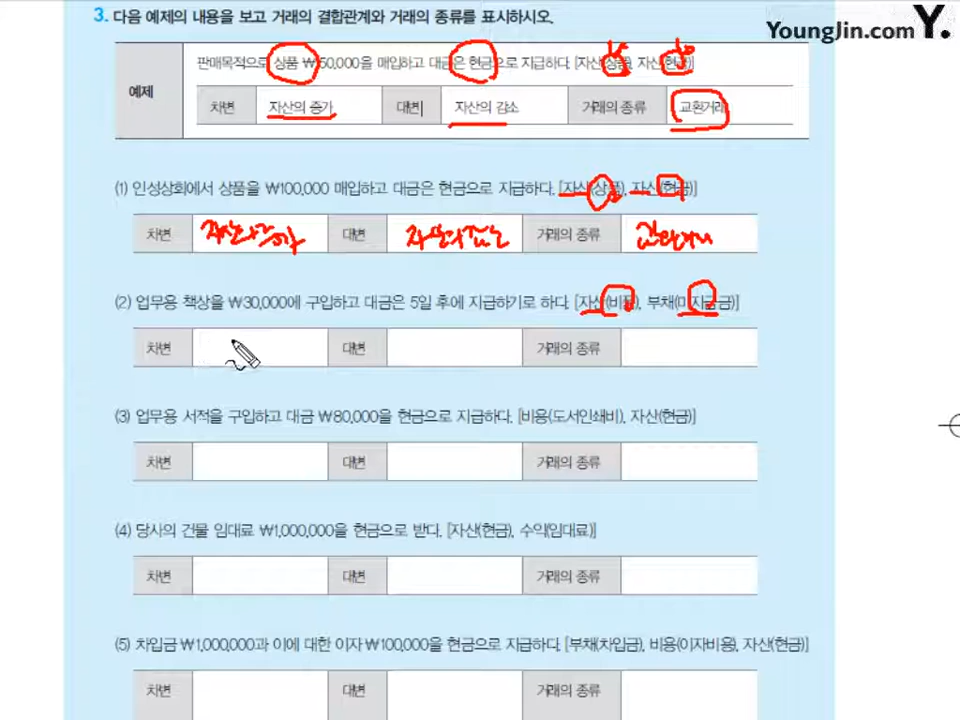 3. 다음 예제의 내용을 보고 거래의 결합관계와 거래의 종류를 표시하시오.
YoungJin.com Y.
예제
판매목적으로 상품 ₩50,000을 매입하고 대금은 현금으로 지급하다. [자산(상품), 자산(현금)]
차변 자산의 증가 대변 자산의 감소 거래의 종류 교환거래
(1) 인성상회에서 상품을 ₩100,000 매입하고 대금은 현금으로 지급하다. [자산(상품), 자산(현금)]
차변 대변 자산의 감소 거래의 종류
(2) 업무용 책상을 ₩30,000에 구입하고 대금은 5일 후에 지급하기로 하다. [자산(비품), 부채(미지급금)]
차변 대변 거래의 종류
(3) 업무용 서적을 구입하고 대금 ₩80,000을 현금으로 지급하다. [비용(도서인쇄비), 자산(현금)]
차변 대변 거래의 종류
(4) 당사의 건물 임대료 ₩1,000,000을 현금으로 받다. [자산(현금), 수익(임대료)]
차변 대변 거래의 종류
(5) 차입금 ₩1,000,000과 이에 대한 이자 ₩100,000을 현금으로 지급하다. [부채(차입금), 비용(이자비용), 자산(현금)]
차변 대변 거래의 종류